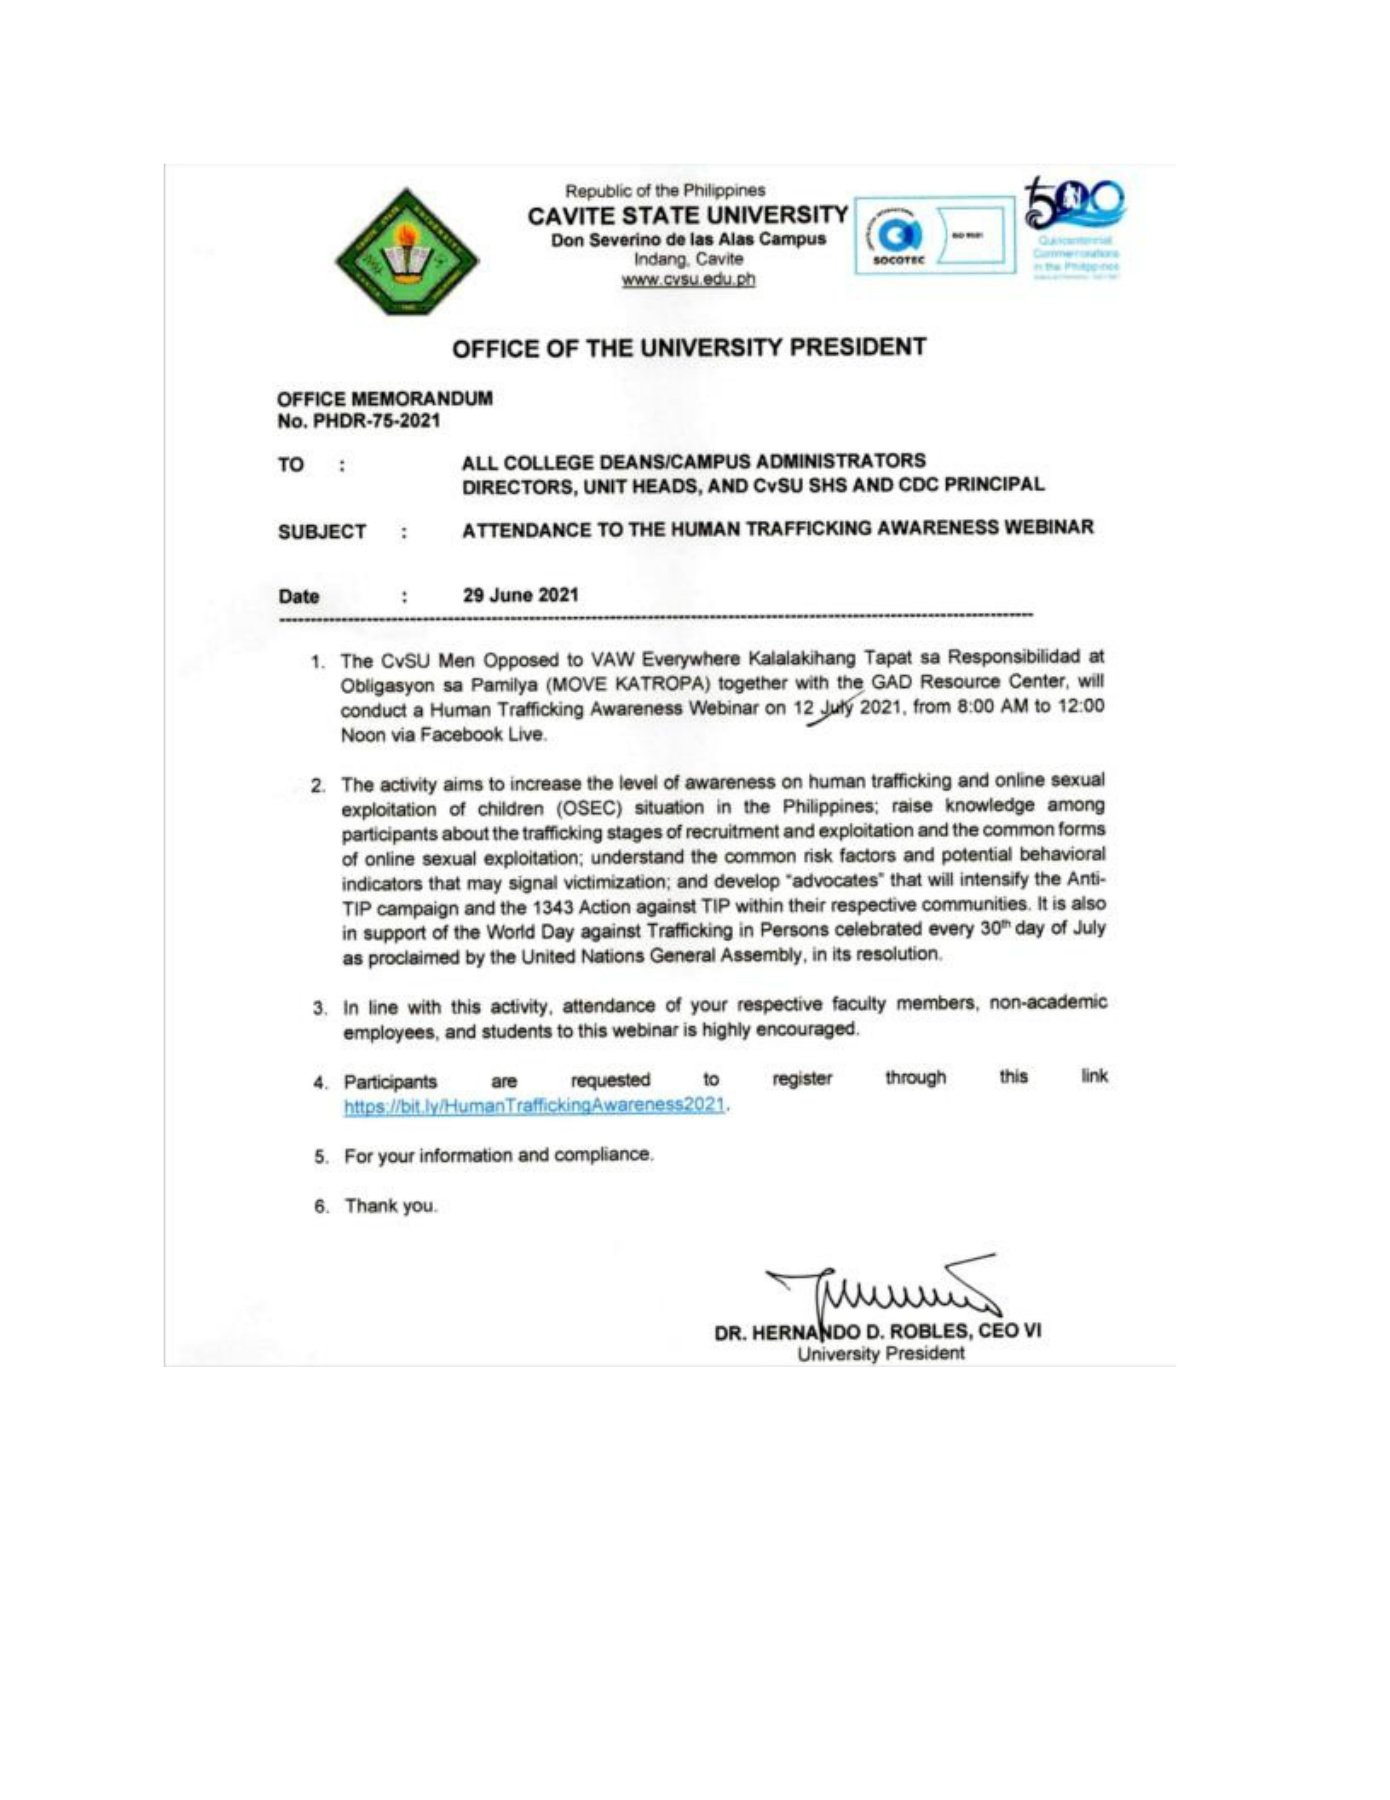 Republic of the Philippines
CAVITE STATE UNIVERSITY
Don Severino de las Alas Campus
Indang, Cavite
www.cvsu.edu.ph
SOCOTEC
ISO 9001
500
Quincentennial
Commemorations
in the Philippines
OFFICE OF THE UNIVERSITY PRESIDENT
OFFICE MEMORANDUM
No. PHDR-75-2021
TO : ALL COLLEGE DEANS/CAMPUS ADMINISTRATORS
DIRECTORS, UNIT HEADS, AND CvSU SHS AND CDC PRINCIPAL
SUBJECT : ATTENDANCE TO THE HUMAN TRAFFICKING AWARENESS WEBINAR
Date : 29 June 2021
1. The CvSU Men Opposed to VAW Everywhere Kalalakihang Tapat sa Responsibilidad at
Obligasyon sa Pamilya (MOVE KATROPA) together with the GAD Resource Center, will
conduct a Human Trafficking Awareness Webinar on 12 July 2021, from 8:00 AM to 12:00
Noon via Facebook Live.
2. The activity aims to increase the level of awareness on human trafficking and online sexual
exploitation of children (OSEC) situation in the Philippines; raise knowledge among
participants about the trafficking stages of recruitment and exploitation and the common forms
of online sexual exploitation; understand the common risk factors and potential behavioral
indicators that may signal victimization; and develop "advocates" that will intensify the Anti-
TIP campaign and the 1343 Action against TIP within their respective communities. It is also
in support of the World Day against Trafficking in Persons celebrated every 30th day of July
as proclaimed by the United Nations General Assembly, in its resolution.
3. In line with this activity, attendance of your respective faculty members, non-academic
employees, and students to this webinar is highly encouraged.
4. Participants are requested to register through this link
https://bit.ly/HumanTraffickingAwareness2021.
5. For your information and compliance.
6. Thank you.
DR. HERNANDO D. ROBLES, CEO VI
University President